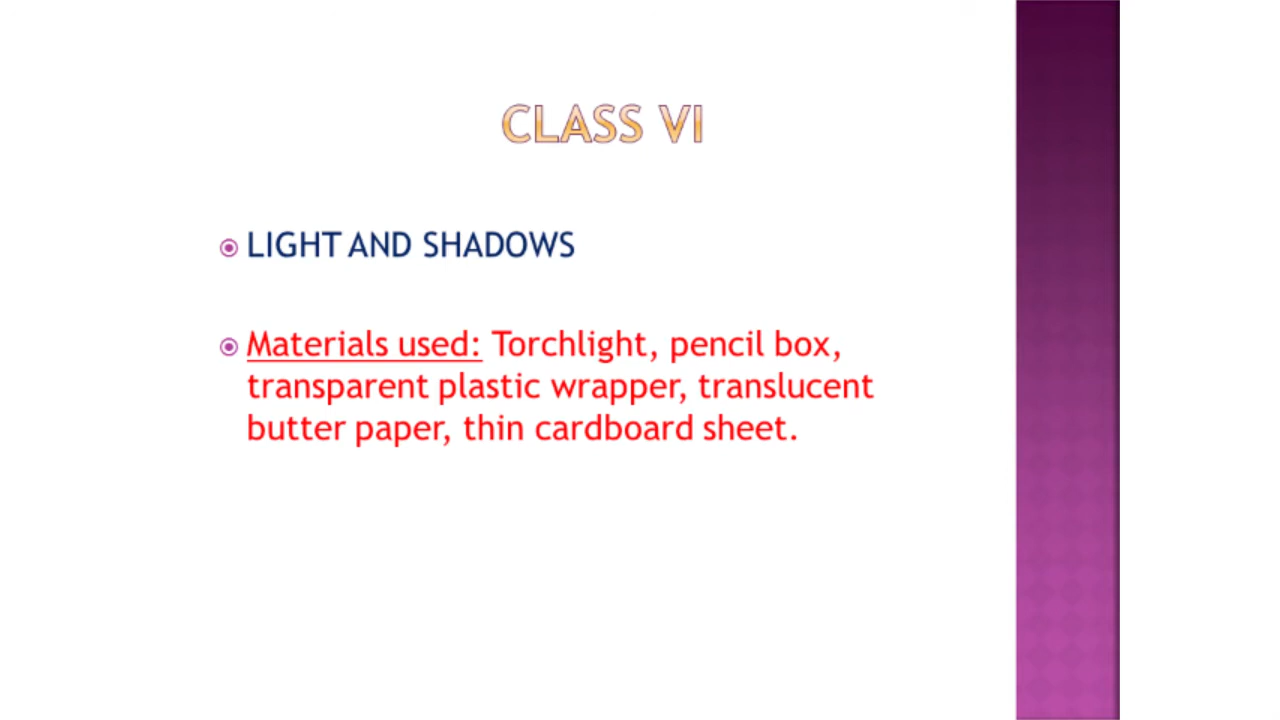 CLASS VI
LIGHT AND SHADOWS
Materials used: Torchlight, pencil box,
transparent plastic wrapper, translucent
butter paper, thin cardboard sheet.